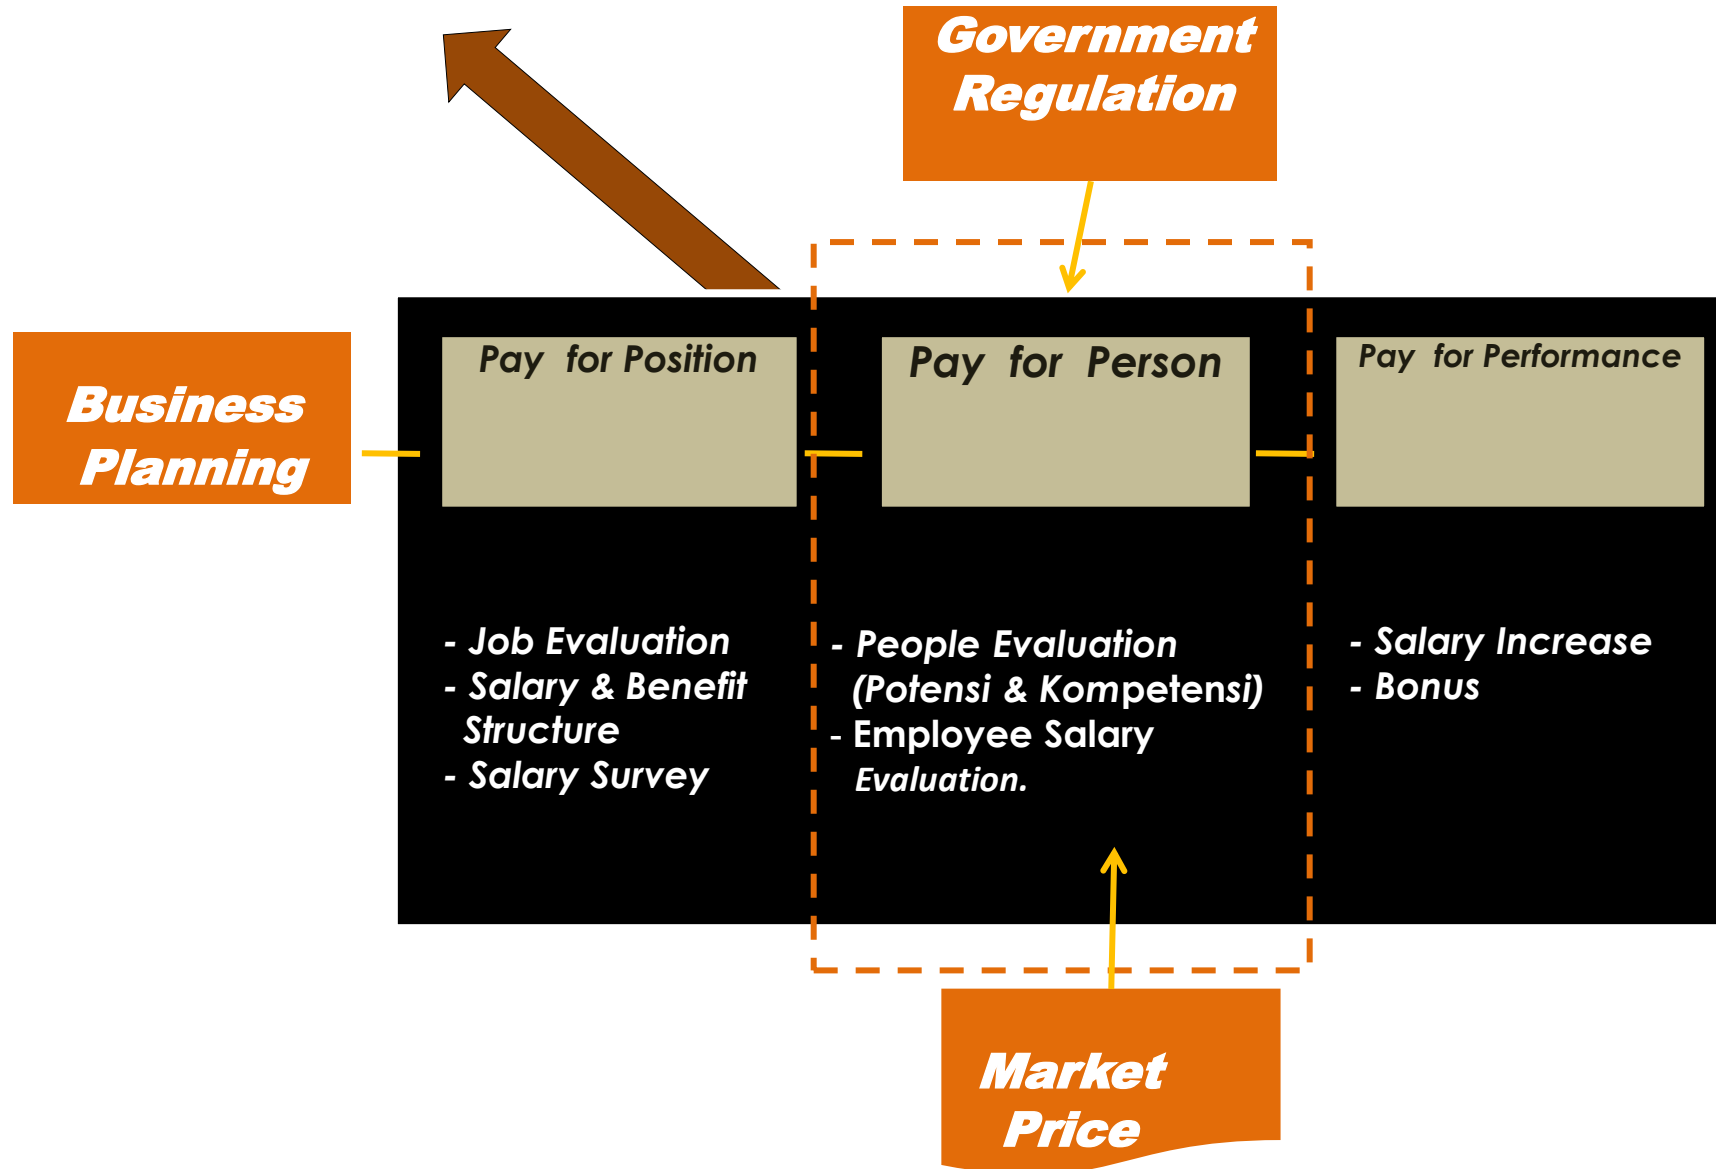 Government
Regulation
Business
Planning
Pay for Position
Pay for Person
Pay for Performance
- Job Evaluation
- Salary & Benefit
Structure
- Salary Survey
- People Evaluation
(Potensi & Kompetensi)
- Employee Salary
Evaluation.
- Salary Increase
- Bonus
Market
Price